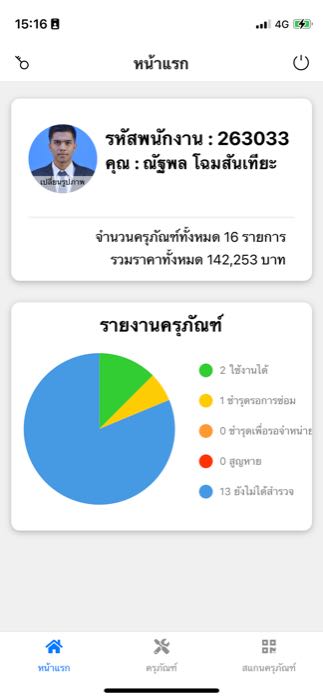 15:16
4G
หน้าแรก
รหัสพนักงาน : 263033
คุณ : ณัฐพล โฉมสันเทียะ
เปลี่ยนรูปภาพ
จำนวนครุภัณฑ์ทั้งหมด 16 รายการ
รวมราคาทั้งหมด 142,253 บาท
รายงานครุภัณฑ์
2 ใช้งานได้
1 ชำรุดรอการซ่อม
0 ชำรุดเพื่อรอจำหน่าย
0 สูญหาย
13 ยังไม่ได้สำรวจ
หน้าแรก
ครุภัณฑ์
สแกนครุภัณฑ์